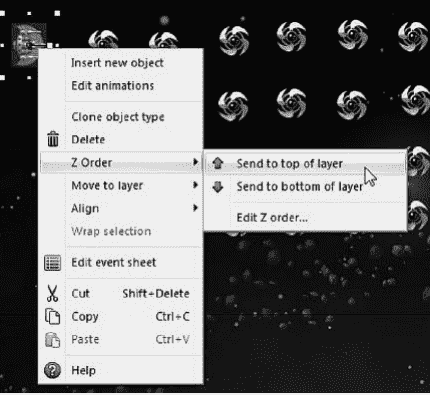 Insert new object
Edit animations
Clone object type
Delete
Z Order
Send to top of layer
Move to layer
Send to bottom of layer
Align
Wrap selection
Edit Z order...
Edit event sheet
Cut Shift+Delete
Copy Ctrl+C
Paste Ctrl+V
Help